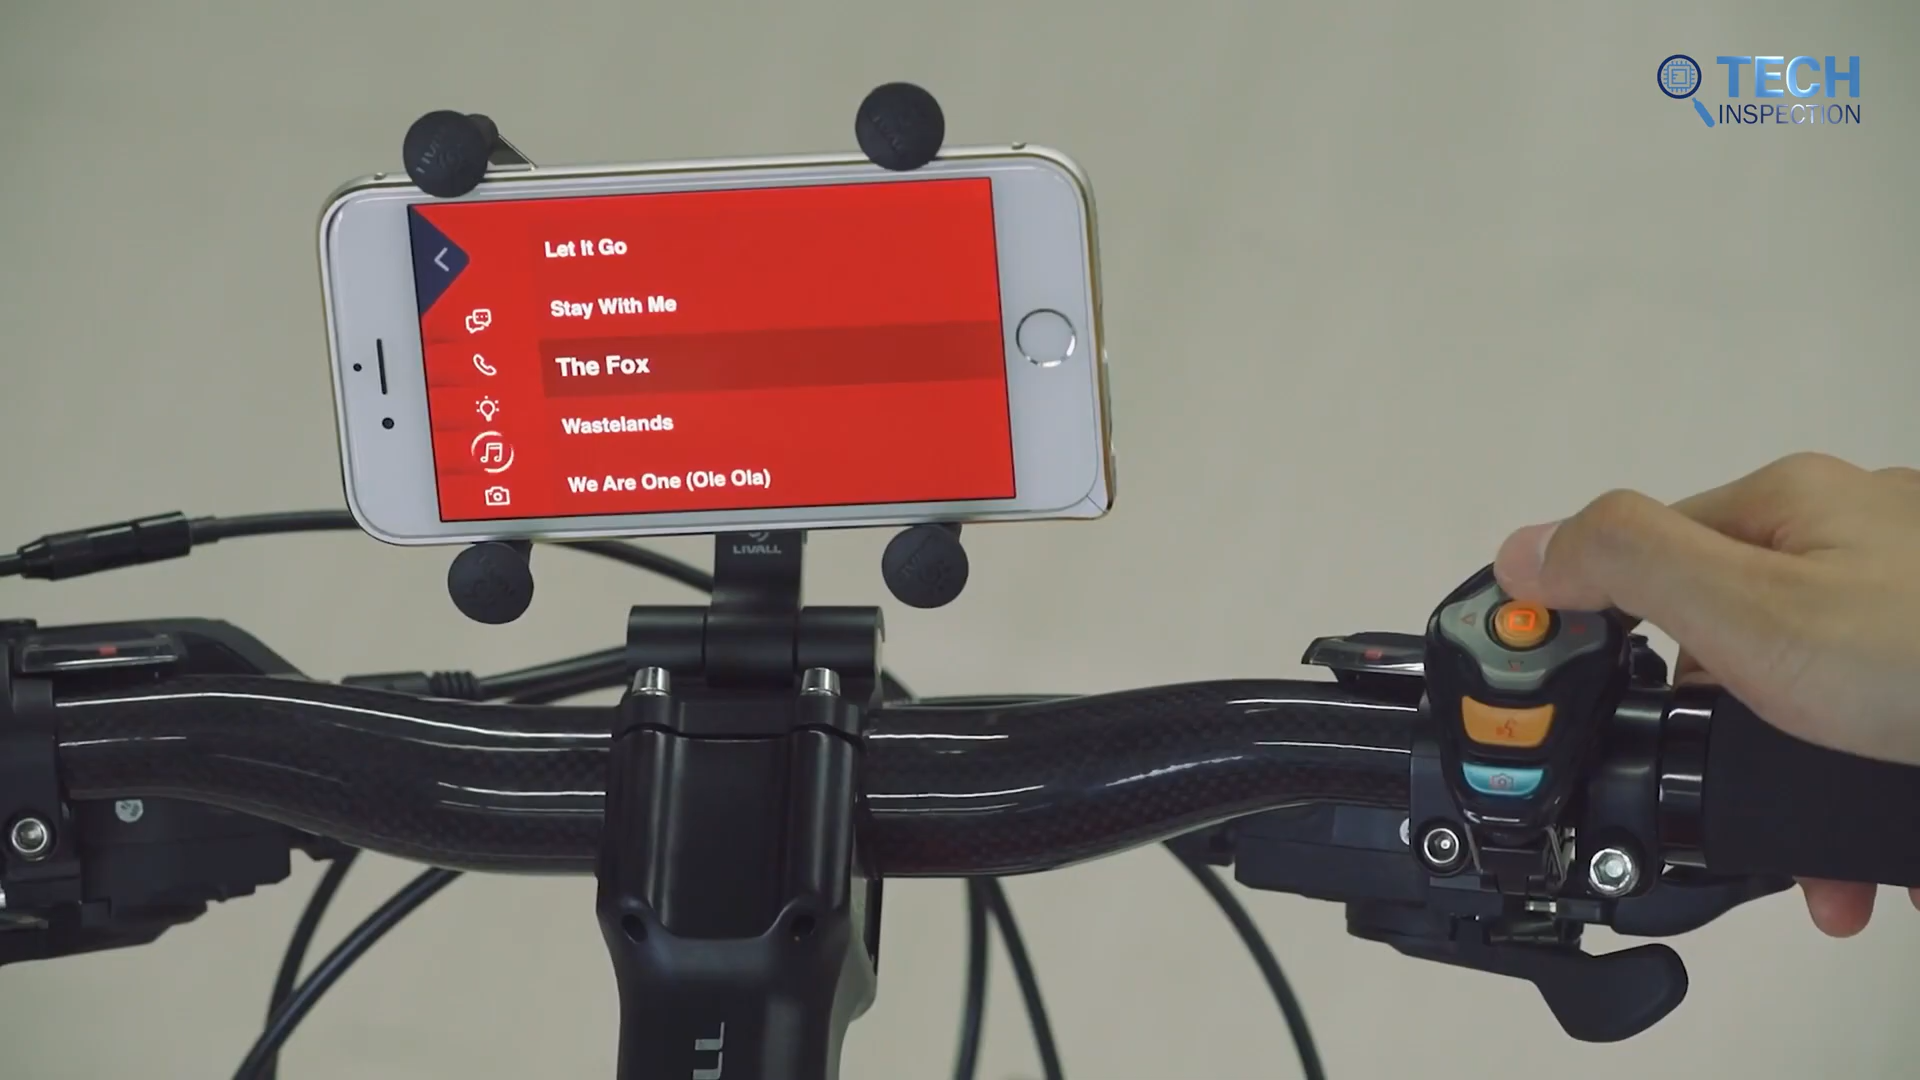 TECH
INSPECTION
Let It Go
Stay With Me
The Fox
Wastelands
We Are One (Ole Ola)
LIVALL